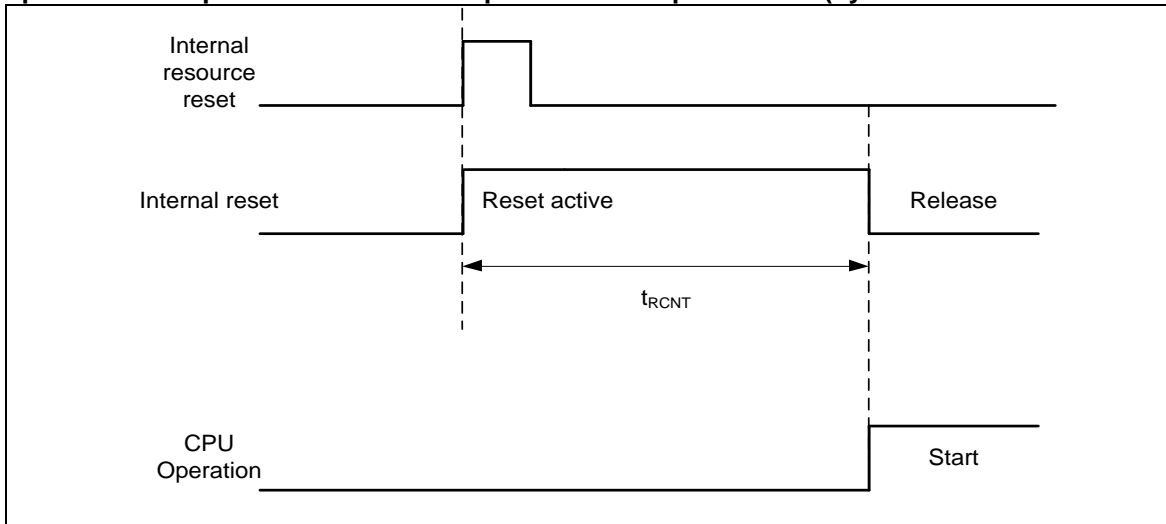 Internal
resource
reset
Internal reset
Reset active
Release
tRCNT
CPU
Operation
Start